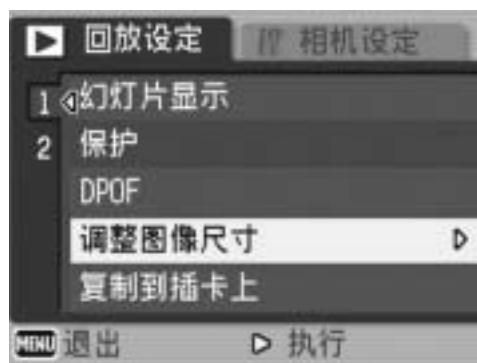 回放设定 相机设定
1 幻灯片显示
2 保护
DPOF
调整图像尺寸
复制到插卡上
MENU 退出 执行